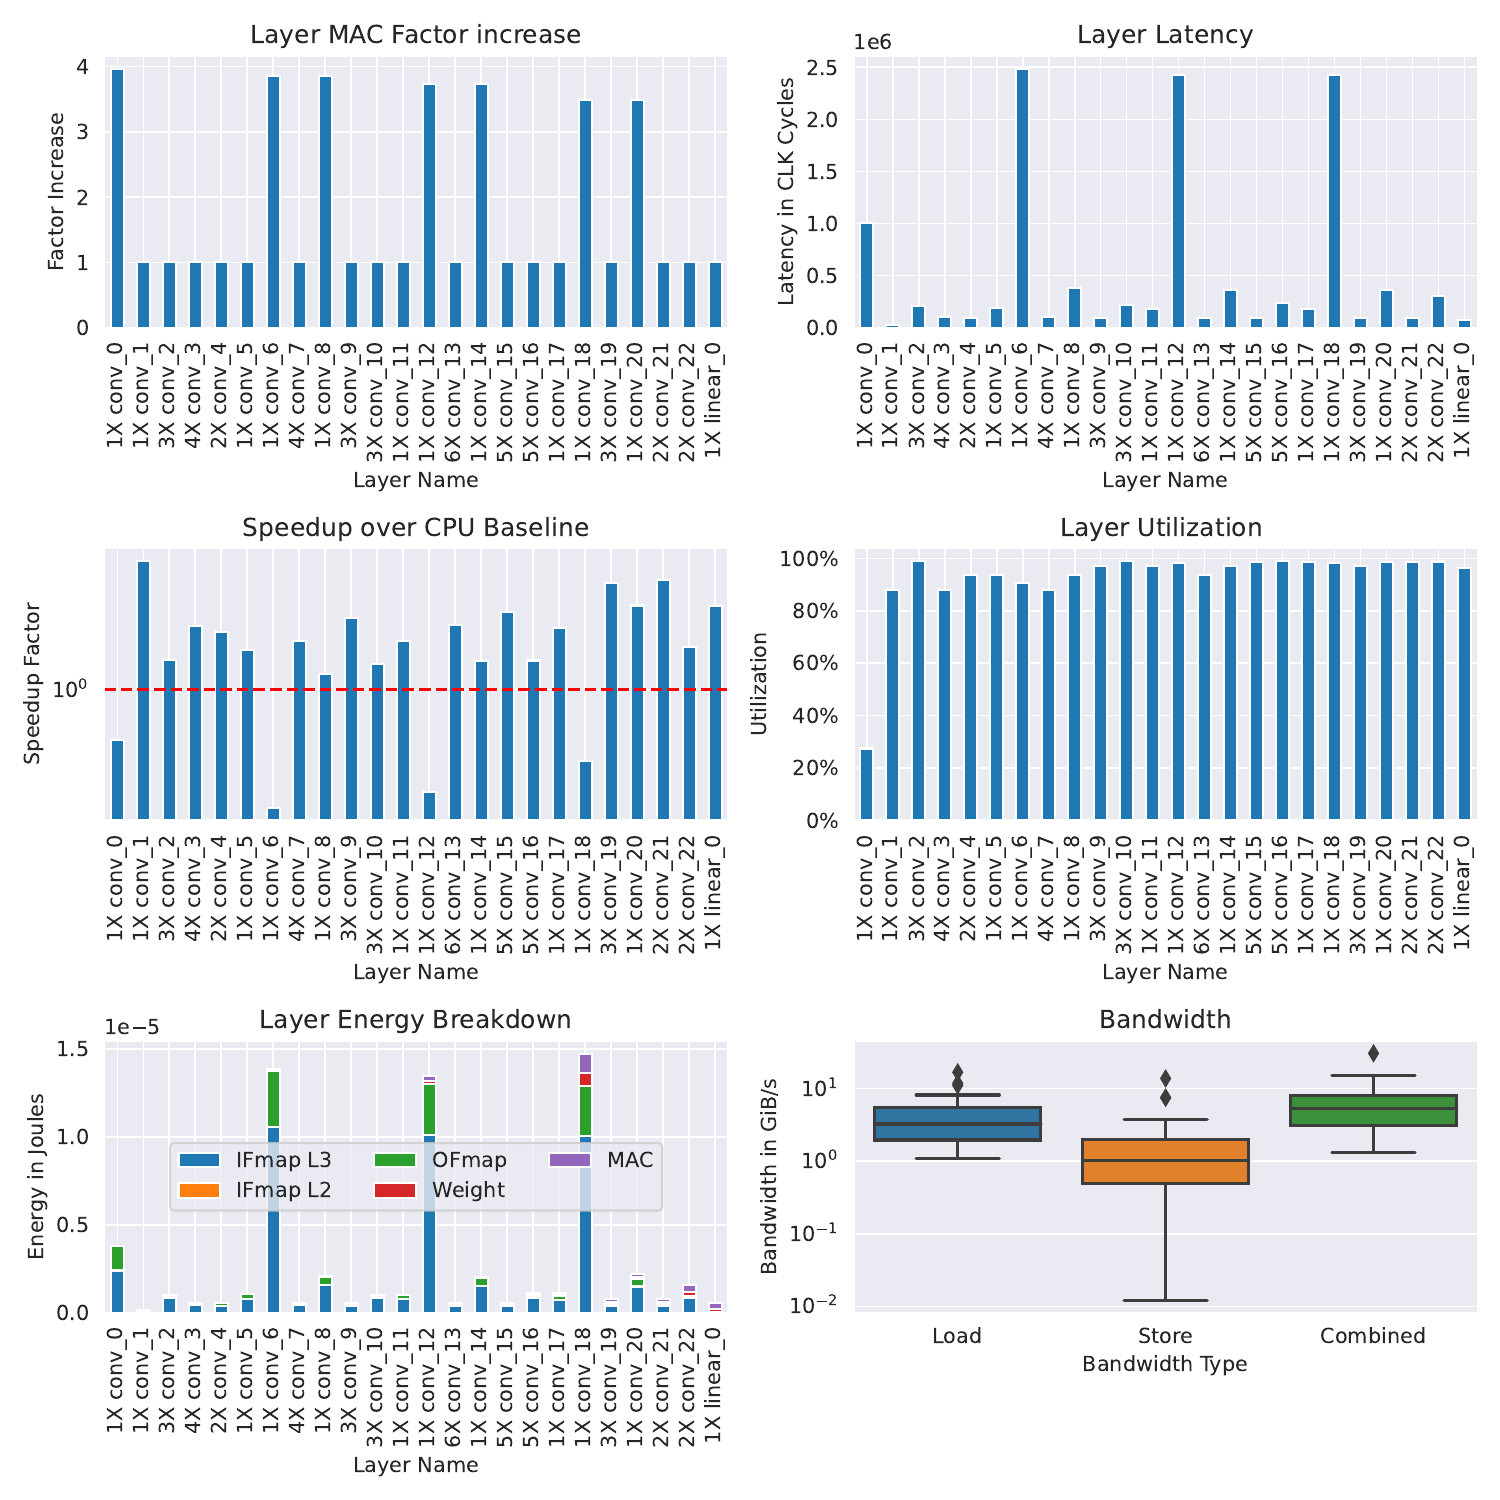 Layer MAC Factor increase
Factor Increase
4
3
2
1
0
1X conv_0
1X conv_1
3X conv_2
4X conv_3
2X conv_4
1X conv_5
1X conv_6
4X conv_7
1X conv_8
3X conv_9
3X conv_10
1X conv_11
1X conv_12
6X conv_13
1X conv_14
5X conv_15
5X conv_16
1X conv_17
1X conv_18
3X conv_19
1X conv_20
2X conv_21
2X conv_22
1X linear_0
Layer Name
Layer Latency
1e6
Latency in CLK Cycles
2.5
2.0
1.5
1.0
0.5
0.0
1X conv_0
1X conv_1
3X conv_2
4X conv_3
2X conv_4
1X conv_5
1X conv_6
4X conv_7
1X conv_8
3X conv_9
3X conv_10
1X conv_11
1X conv_12
6X conv_13
1X conv_14
5X conv_15
5X conv_16
1X conv_17
1X conv_18
3X conv_19
1X conv_20
2X conv_21
2X conv_22
1X linear_0
Layer Name
Speedup over CPU Baseline
Speedup Factor
10⁰
1X conv_0
1X conv_1
3X conv_2
4X conv_3
2X conv_4
1X conv_5
1X conv_6
4X conv_7
1X conv_8
3X conv_9
3X conv_10
1X conv_11
1X conv_12
6X conv_13
1X conv_14
5X conv_15
5X conv_16
1X conv_17
1X conv_18
3X conv_19
1X conv_20
2X conv_21
2X conv_22
1X linear_0
Layer Name
Layer Utilization
Utilization
100%
80%
60%
40%
20%
0%
1X conv_0
1X conv_1
3X conv_2
4X conv_3
2X conv_4
1X conv_5
1X conv_6
4X conv_7
1X conv_8
3X conv_9
3X conv_10
1X conv_11
1X conv_12
6X conv_13
1X conv_14
5X conv_15
5X conv_16
1X conv_17
1X conv_18
3X conv_19
1X conv_20
2X conv_21
2X conv_22
1X linear_0
Layer Name
Layer Energy Breakdown
1e−5
Energy in Joules
1.5
1.0
0.5
0.0
IFmap L3
IFmap L2
OFmap
Weight
MAC
1X conv_0
1X conv_1
3X conv_2
4X conv_3
2X conv_4
1X conv_5
1X conv_6
4X conv_7
1X conv_8
3X conv_9
3X conv_10
1X conv_11
1X conv_12
6X conv_13
1X conv_14
5X conv_15
5X conv_16
1X conv_17
1X conv_18
3X conv_19
1X conv_20
2X conv_21
2X conv_22
1X linear_0
Layer Name
Bandwidth
Bandwidth in GiB/s
10¹
10⁰
10⁻¹
10⁻²
Load
Store
Combined
Bandwidth Type